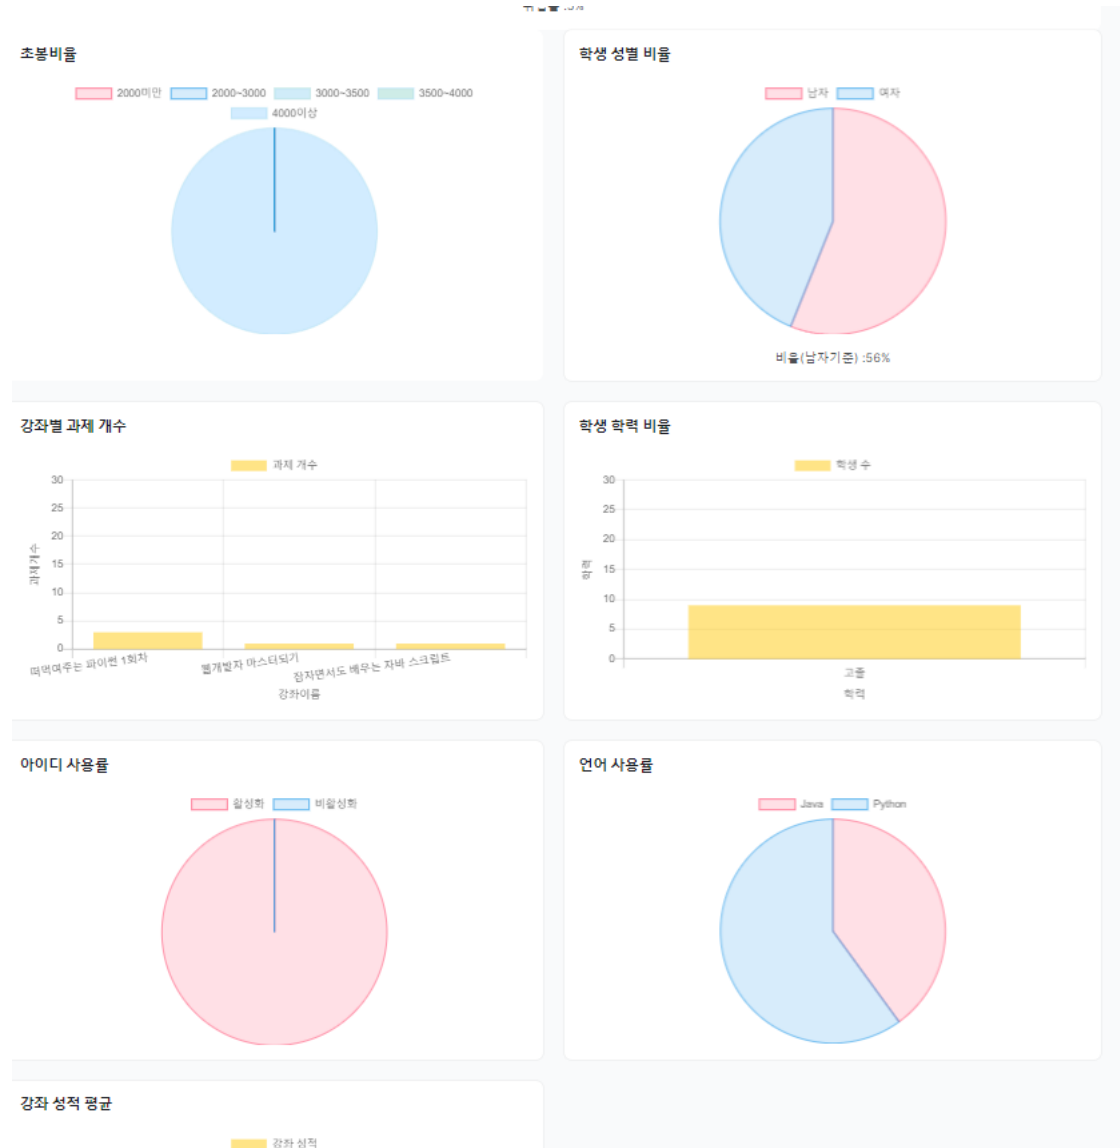 초봉비율
2000미만 2000~3000 3000~3500 3500~4000
4000이상
학생 성별 비율
남자 여자
비율(남자기준) :56%
강좌별 과제 개수
과제 개수
30
25
20
15
10
5
0
과제개수
떠먹여주는 파이썬 1회차
웹개발자 마스터되기
잠자면서도 배우는 자바 스크립트
강좌이름
학생 학력 비율
학생 수
30
25
20
15
10
5
0
학력
고졸
학력
아이디 사용률
활성화 비활성화
언어 사용률
Java Python
강좌 성적 평균
강좌 성적